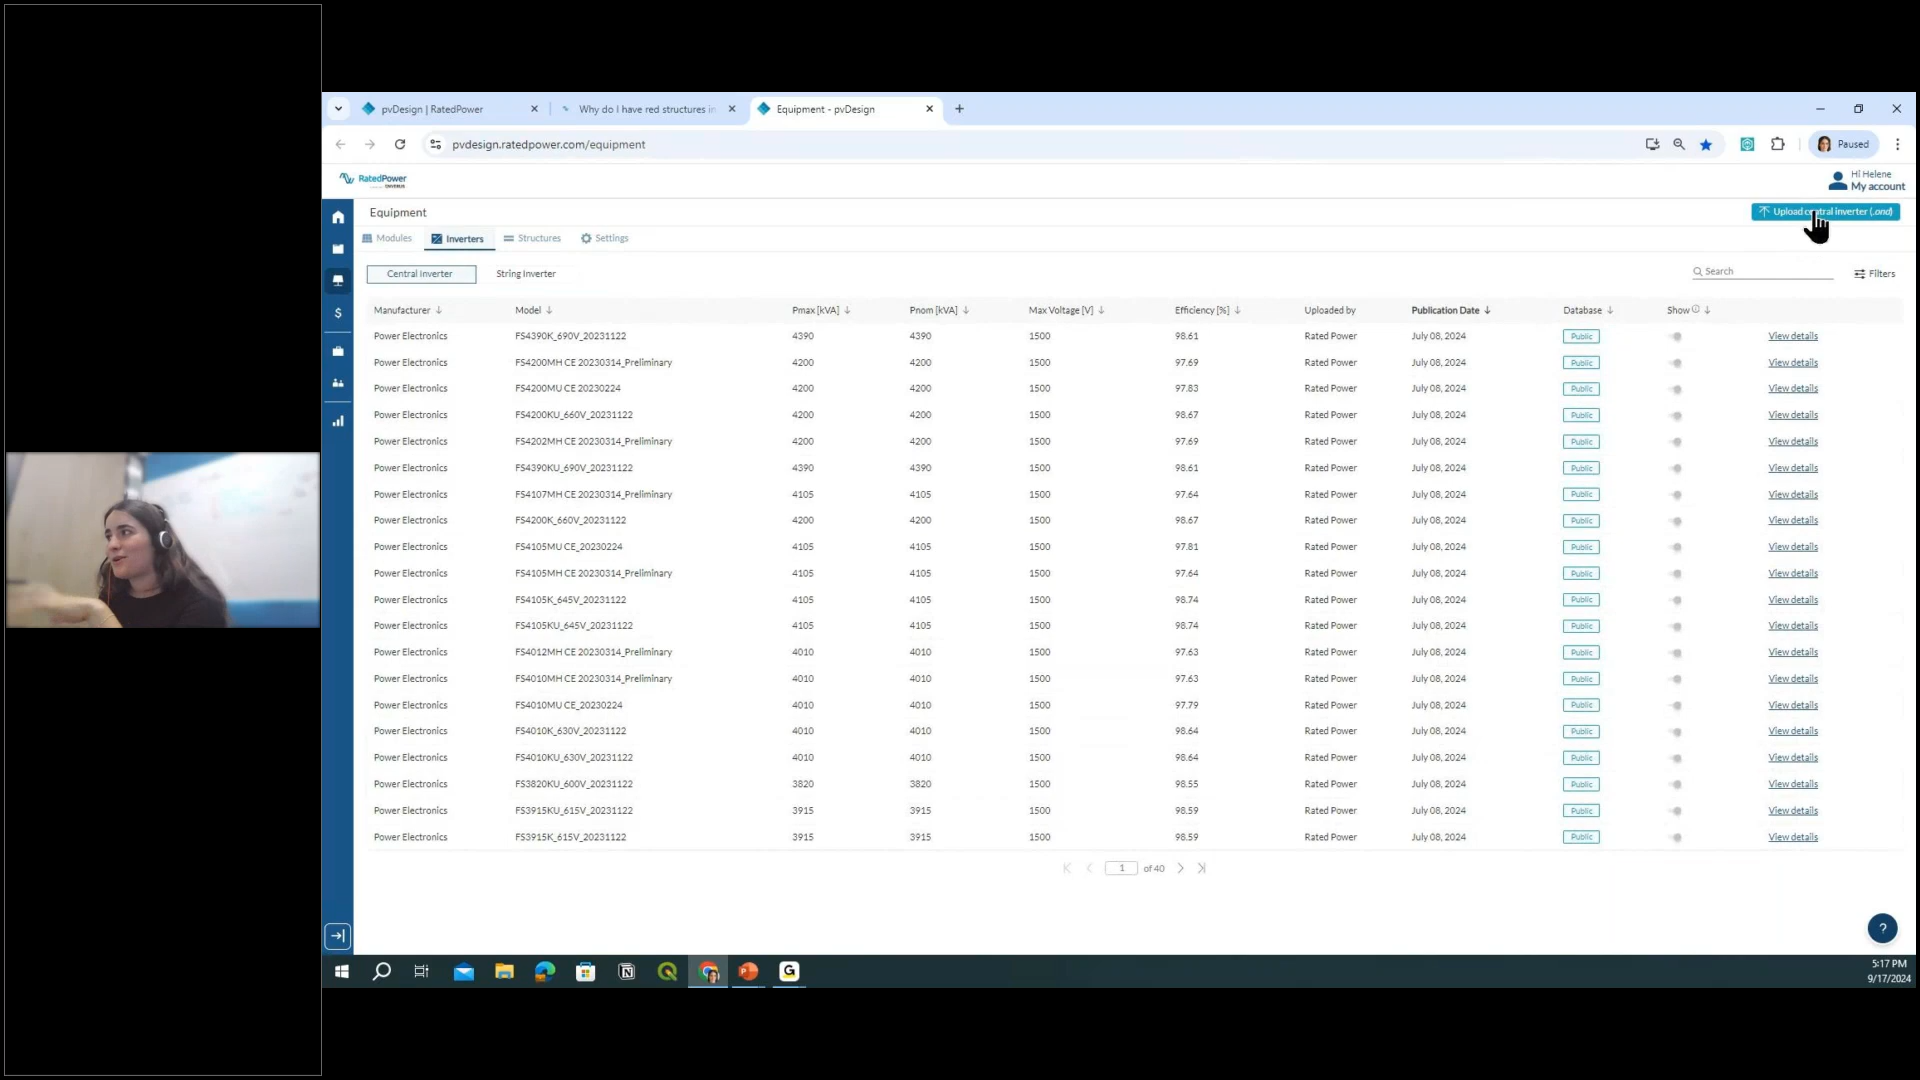 pvDesign | RatedPower
Why do I have red structures in
Equipment - pvDesign
pvdesign.ratedpower.com/equipment
Paused
RatedPower
Hi Helene
My account
Equipment
Upload central inverter (.ond)
Modules
Inverters
Structures
Settings
Central Inverter
String Inverter
Search
Filters
Manufacturer Model Pmax [kVA] Pnom [kVA] Max Voltage [V] Efficiency [%] Uploaded by Publication Date Database Show
Power Electronics FS4390K_690V_20231122 4390 4390 1500 98.61 Rated Power July 08, 2024 Public View details
Power Electronics FS4200MH CE 20230314_Preliminary 4200 4200 1500 97.69 Rated Power July 08, 2024 Public View details
Power Electronics FS4200MU CE 20230224 4200 4200 1500 97.83 Rated Power July 08, 2024 Public View details
Power Electronics FS4200KU_660V_20231122 4200 4200 1500 98.67 Rated Power July 08, 2024 Public View details
Power Electronics FS4202MH CE 20230314_Preliminary 4200 4200 1500 97.69 Rated Power July 08, 2024 Public View details
Power Electronics FS4390KU_690V_20231122 4390 4390 1500 98.61 Rated Power July 08, 2024 Public View details
Power Electronics FS4107MH CE 20230314_Preliminary 4105 4105 1500 97.64 Rated Power July 08, 2024 Public View details
Power Electronics FS4200K_660V_20231122 4200 4200 1500 98.67 Rated Power July 08, 2024 Public View details
Power Electronics FS4105MU CE_20230224 4105 4105 1500 97.81 Rated Power July 08, 2024 Public View details
Power Electronics FS4105MH CE 20230314_Preliminary 4105 4105 1500 97.64 Rated Power July 08, 2024 Public View details
Power Electronics FS4105K_645V_20231122 4105 4105 1500 98.74 Rated Power July 08, 2024 Public View details
Power Electronics FS4105KU_645V_20231122 4105 4105 1500 98.74 Rated Power July 08, 2024 Public View details
Power Electronics FS4012MH CE 20230314_Preliminary 4010 4010 1500 97.63 Rated Power July 08, 2024 Public View details
Power Electronics FS4010MH CE 20230314_Preliminary 4010 4010 1500 97.63 Rated Power July 08, 2024 Public View details
Power Electronics FS4010MU CE_20230224 4010 4010 1500 97.79 Rated Power July 08, 2024 Public View details
Power Electronics FS4010K_630V_20231122 4010 4010 1500 98.64 Rated Power July 08, 2024 Public View details
Power Electronics FS4010KU_630V_20231122 4010 4010 1500 98.64 Rated Power July 08, 2024 Public View details
Power Electronics FS3820KU_600V_20231122 3820 3820 1500 98.55 Rated Power July 08, 2024 Public View details
Power Electronics FS3915KU_615V_20231122 3915 3915 1500 98.59 Rated Power July 08, 2024 Public View details
Power Electronics FS3915K_615V_20231122 3915 3915 1500 98.59 Rated Power July 08, 2024 Public View details
1 of 40
?
5:17 PM
9/17/2024